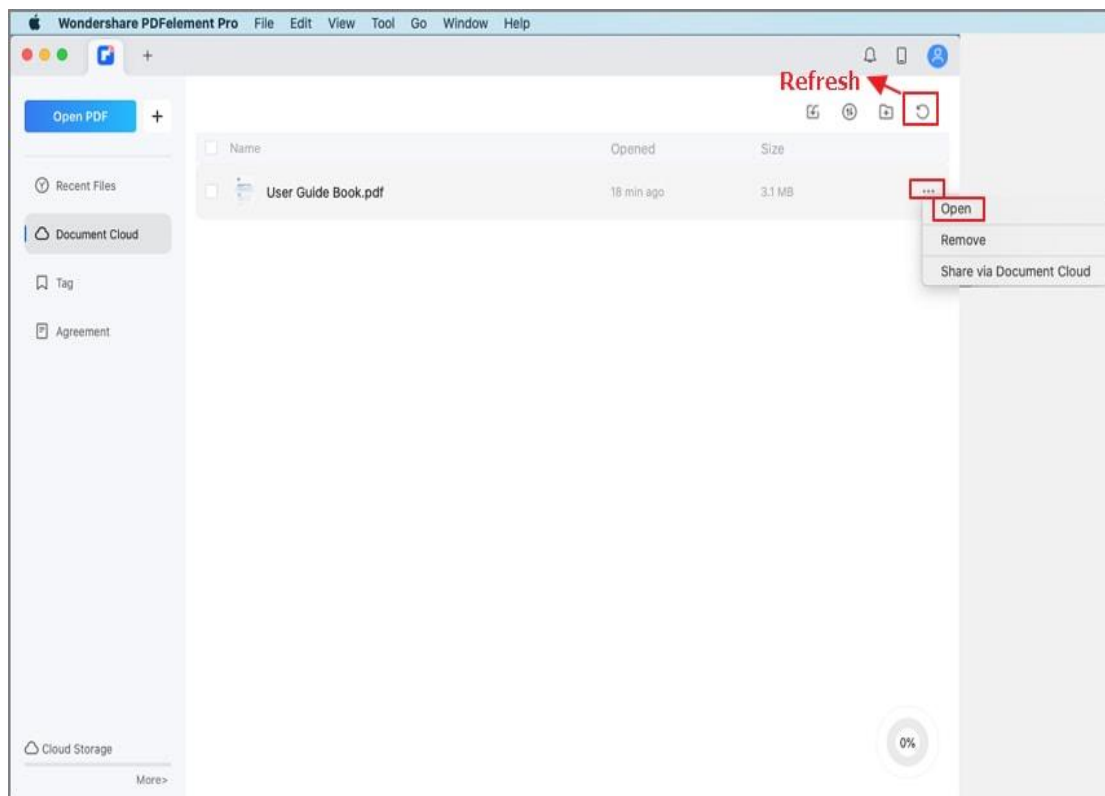 Wondershare PDFelement Pro File Edit View Tool Go Window Help
Refresh
Open PDF +
Name Opened Size
Recent Files
User Guide Book.pdf 18 min ago 3.1 MB
Open
Document Cloud
Remove
Share via Document Cloud
Tag
Agreement
Cloud Storage
0%
More>